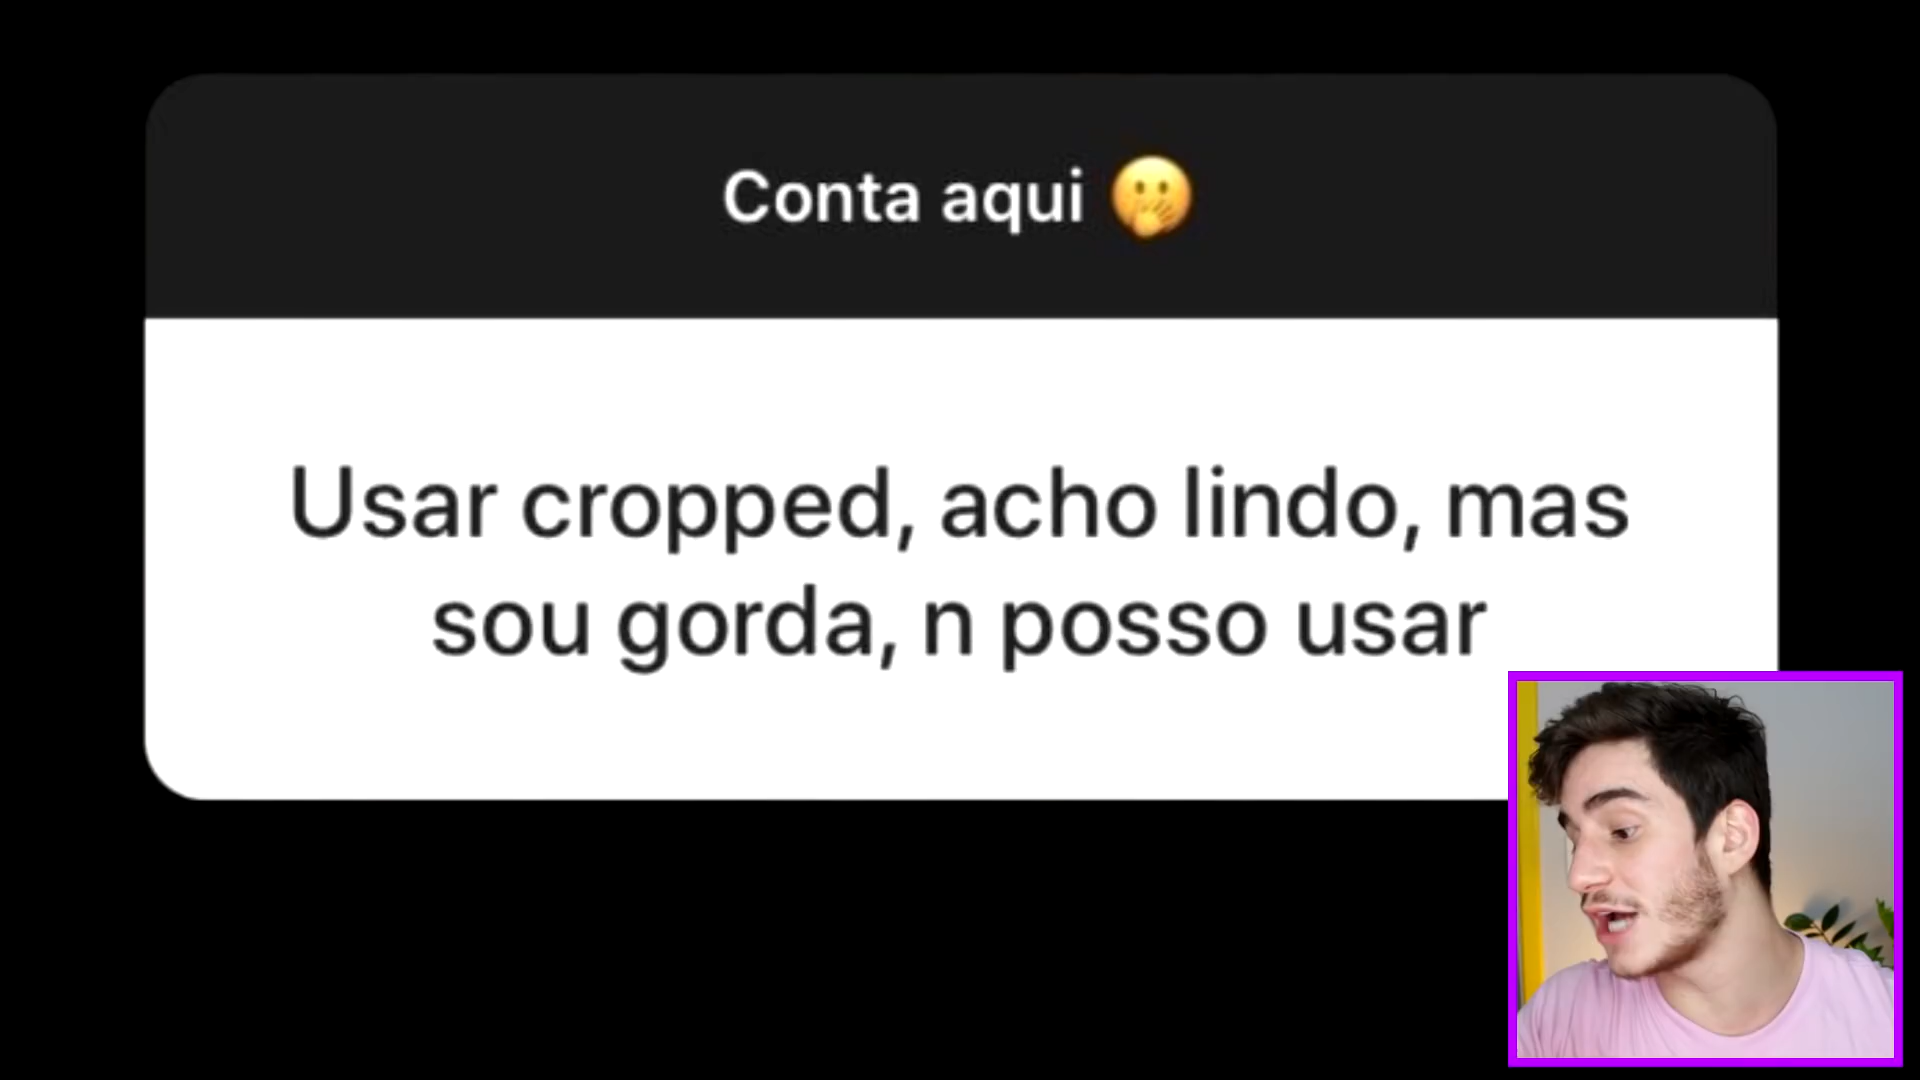 Conta aqui 🫢
Usar cropped, acho lindo, mas
sou gorda, n posso usar